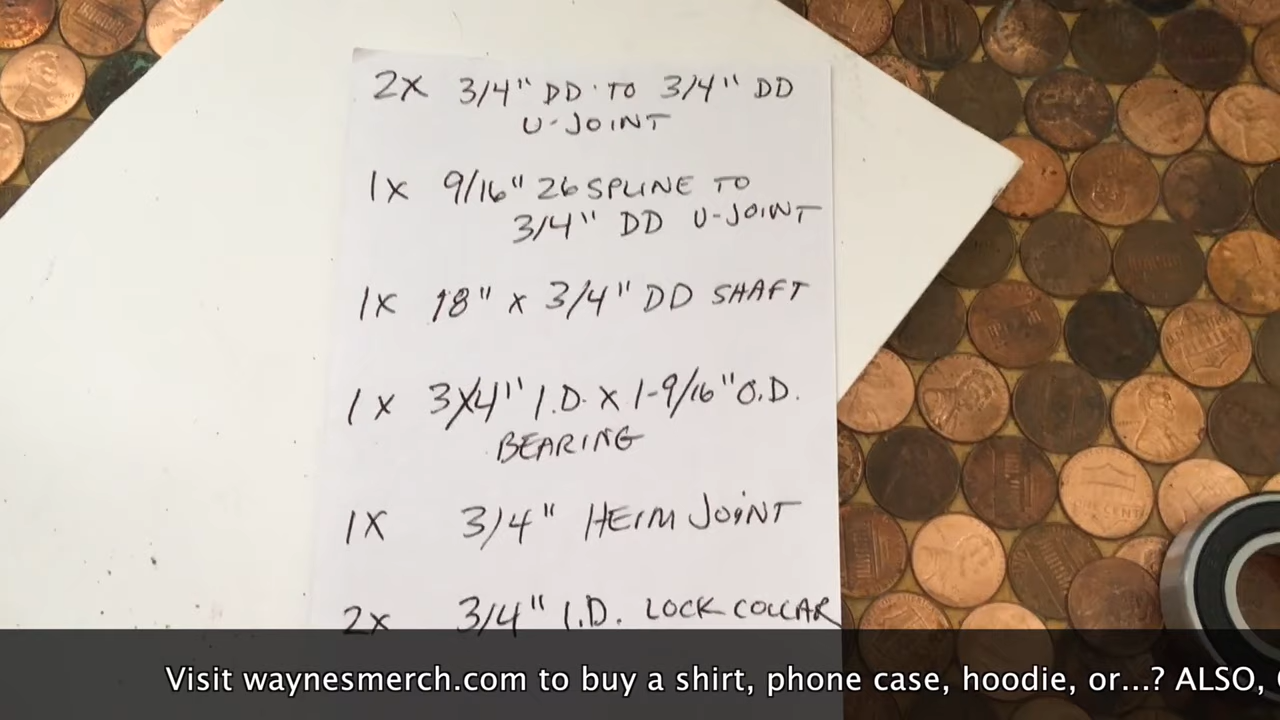 2X 3/4" DD TO 3/4" DD
U-JOINT
1X 9/16" 26 SPLINE TO
3/4" DD U-JOINT
1X 18" X 3/4" DD SHAFT
1X 3/4" I.D. X 1-9/16" O.D.
BEARING
1X 3/4" HEIM JOINT
2X 3/4" I.D. LOCK COLLAR
Visit waynesmerch.com to buy a shirt, phone case, hoodie, or...? ALSO,